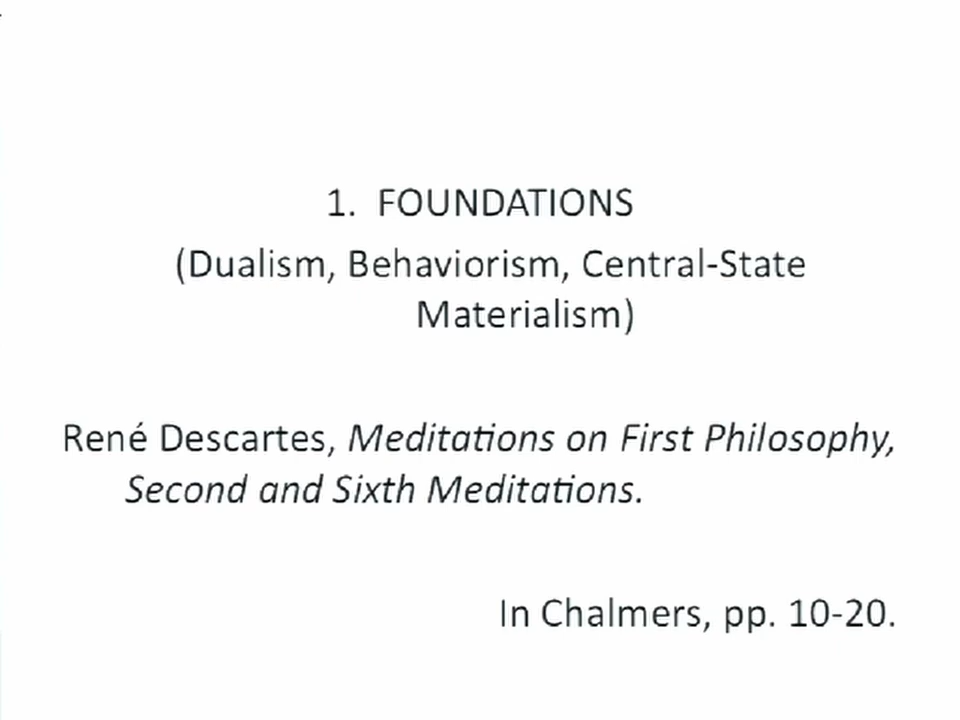 1. FOUNDATIONS
(Dualism, Behaviorism, Central-State
Materialism)
René Descartes, Meditations on First Philosophy,
Second and Sixth Meditations.
In Chalmers, pp. 10-20.